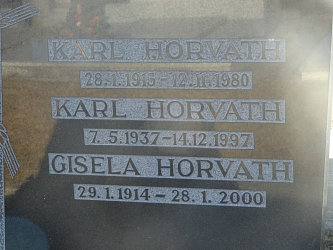 KARL HORVATH
28.1.1915-12.11.1980
KARL HORVATH
7.5.1937-14.12.1997
GISELA HORVATH
29.1.1914 - 28.1.2000